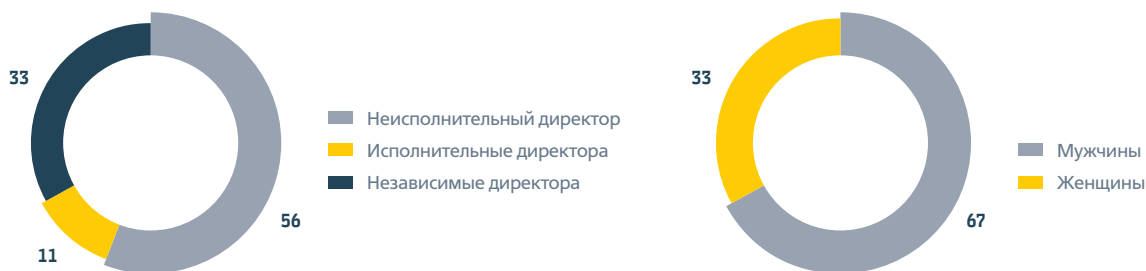 33
11
56
Неисполнительный директор
Исполнительные директора
Независимые директора
33
67
Мужчины
Женщины